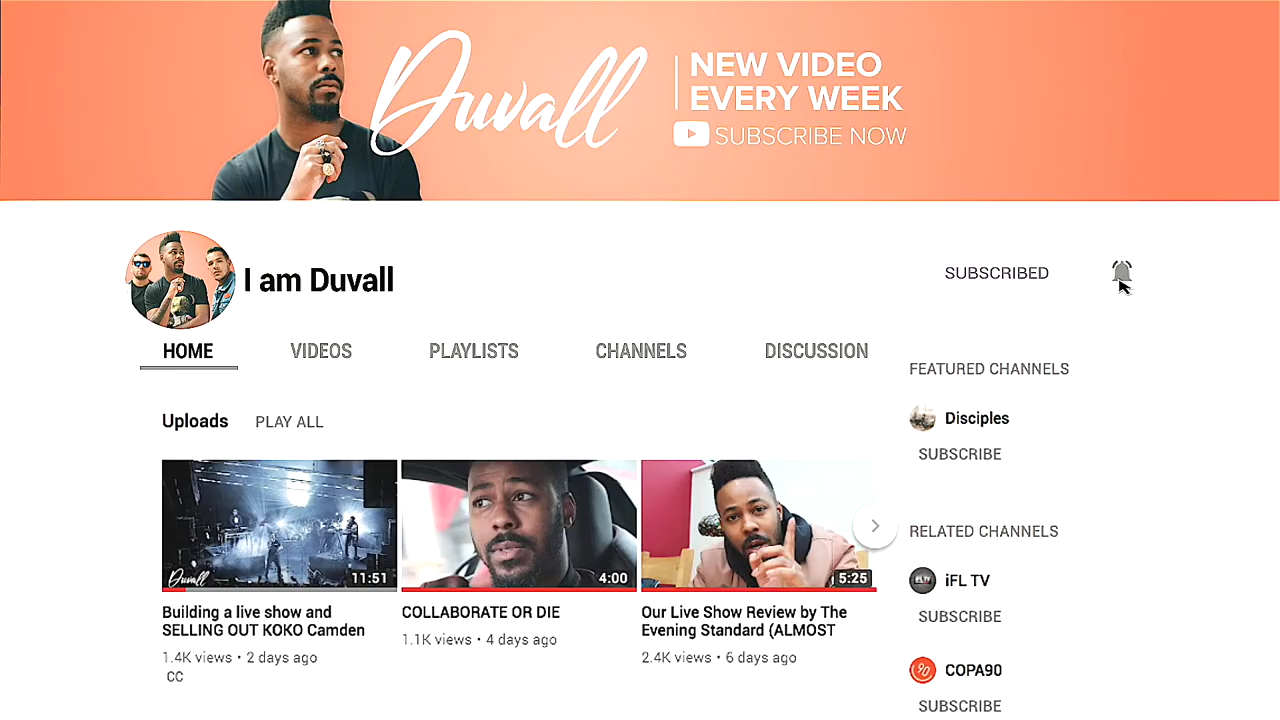 Duvall
NEW VIDEO
EVERY WEEK
SUBSCRIBE NOW
I am Duvall
SUBSCRIBED
HOME
VIDEOS
PLAYLISTS
CHANNELS
DISCUSSION
FEATURED CHANNELS
Disciples
SUBSCRIBE
Uploads
PLAY ALL
Duvall
11:51
4:00
5:25
Building a live show and
SELLING OUT KOKO Camden
1.4K views • 2 days ago
CC
COLLABORATE OR DIE
1.1K views • 4 days ago
Our Live Show Review by The
Evening Standard (ALMOST
2.4K views • 6 days ago
RELATED CHANNELS
iFL TV
SUBSCRIBE
90
COPA90
SUBSCRIBE